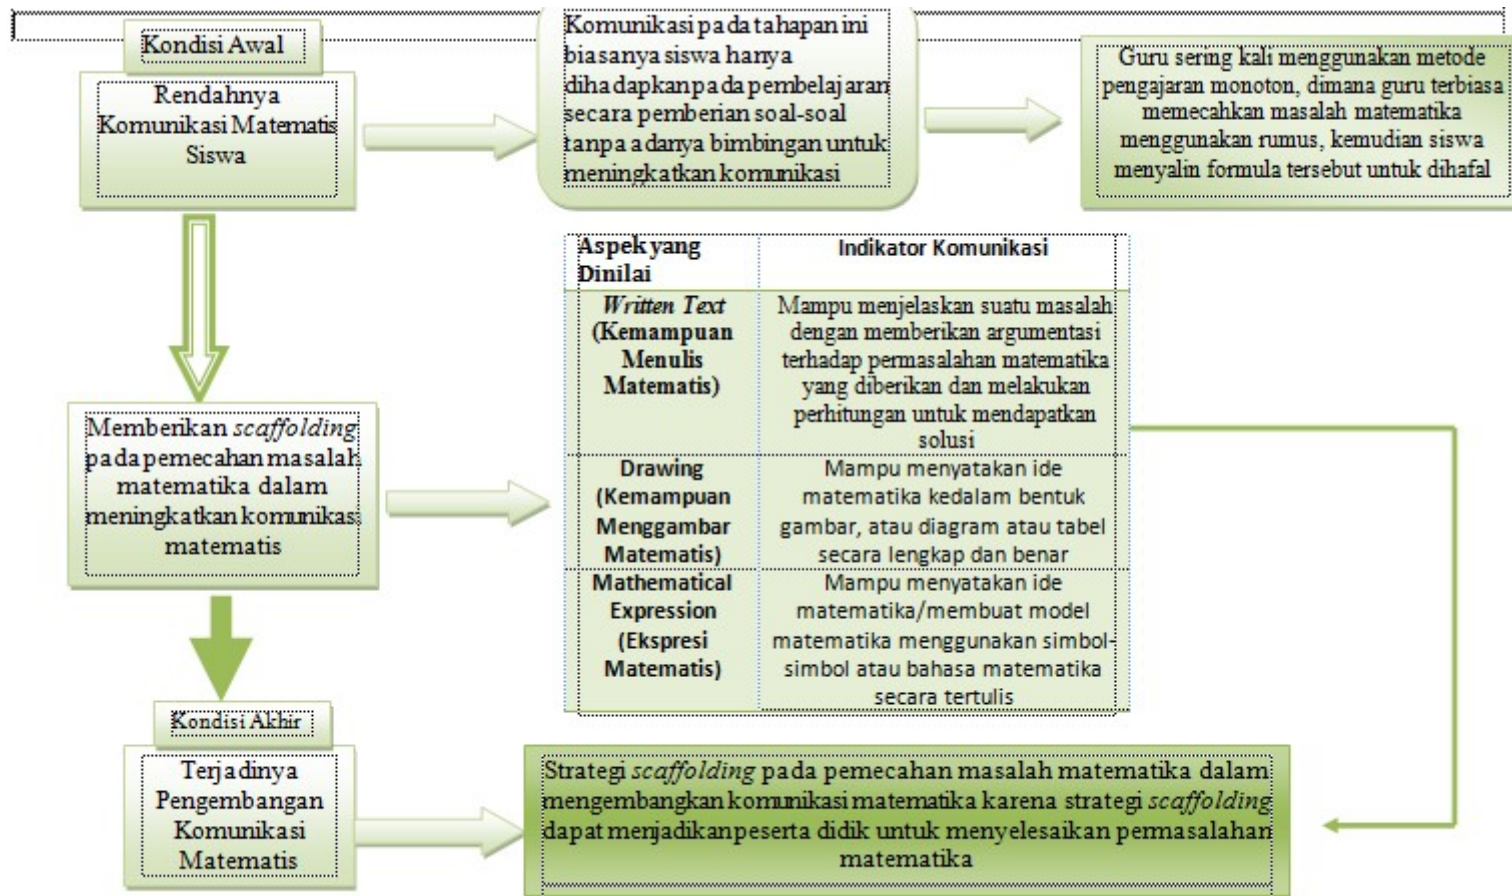 Kondisi Awal
Rendahnya
Komunikasi Matematis
Siswa
Komunikasi pada tahapan ini
biasanya siswa hanya
dihadapkan pada pembelajaran
secara pemberian soal-soal
tanpa adanya bimbingan untuk
meningkatkan komunikasi
Guru sering kali menggunakan metode
pengajaran monoton, dimana guru terbiasa
memecahkan masalah matematika
menggunakan rumus, kemudian siswa
menyalin formula tersebut untuk dihafal
Memberikan scaffolding
pada pemecahan masalah
matematika dalam
meningkatkan komunikasi
matematis
Aspek yang
Dinilai
Indikator Komunikasi
Written Text
(Kemampuan
Menulis
Matematis)
Mampu menjelaskan suatu masalah
dengan memberikan argumentasi
terhadap permasalahan matematika
yang diberikan dan melakukan
perhitungan untuk mendapatkan
solusi
Drawing
(Kemampuan
Menggambar
Matematis)
Mampu menyatakan ide
matematika kedalam bentuk
gambar, atau diagram atau tabel
secara lengkap dan benar
Mathematical
Expression
(Ekspresi
Matematis)
Mampu menyatakan ide
matematika/membuat model
matematika menggunakan simbol-
simbol atau bahasa matematika
secara tertulis
Kondisi Akhir
Terjadinya
Pengembangan
Komunikasi
Matematis
Strategi scaffolding pada pemecahan masalah matematika dalam
mengembangkan komunikasi matematika karena strategi scaffolding
dapat menjadikan peserta didik untuk menyelesaikan permasalahan
matematika